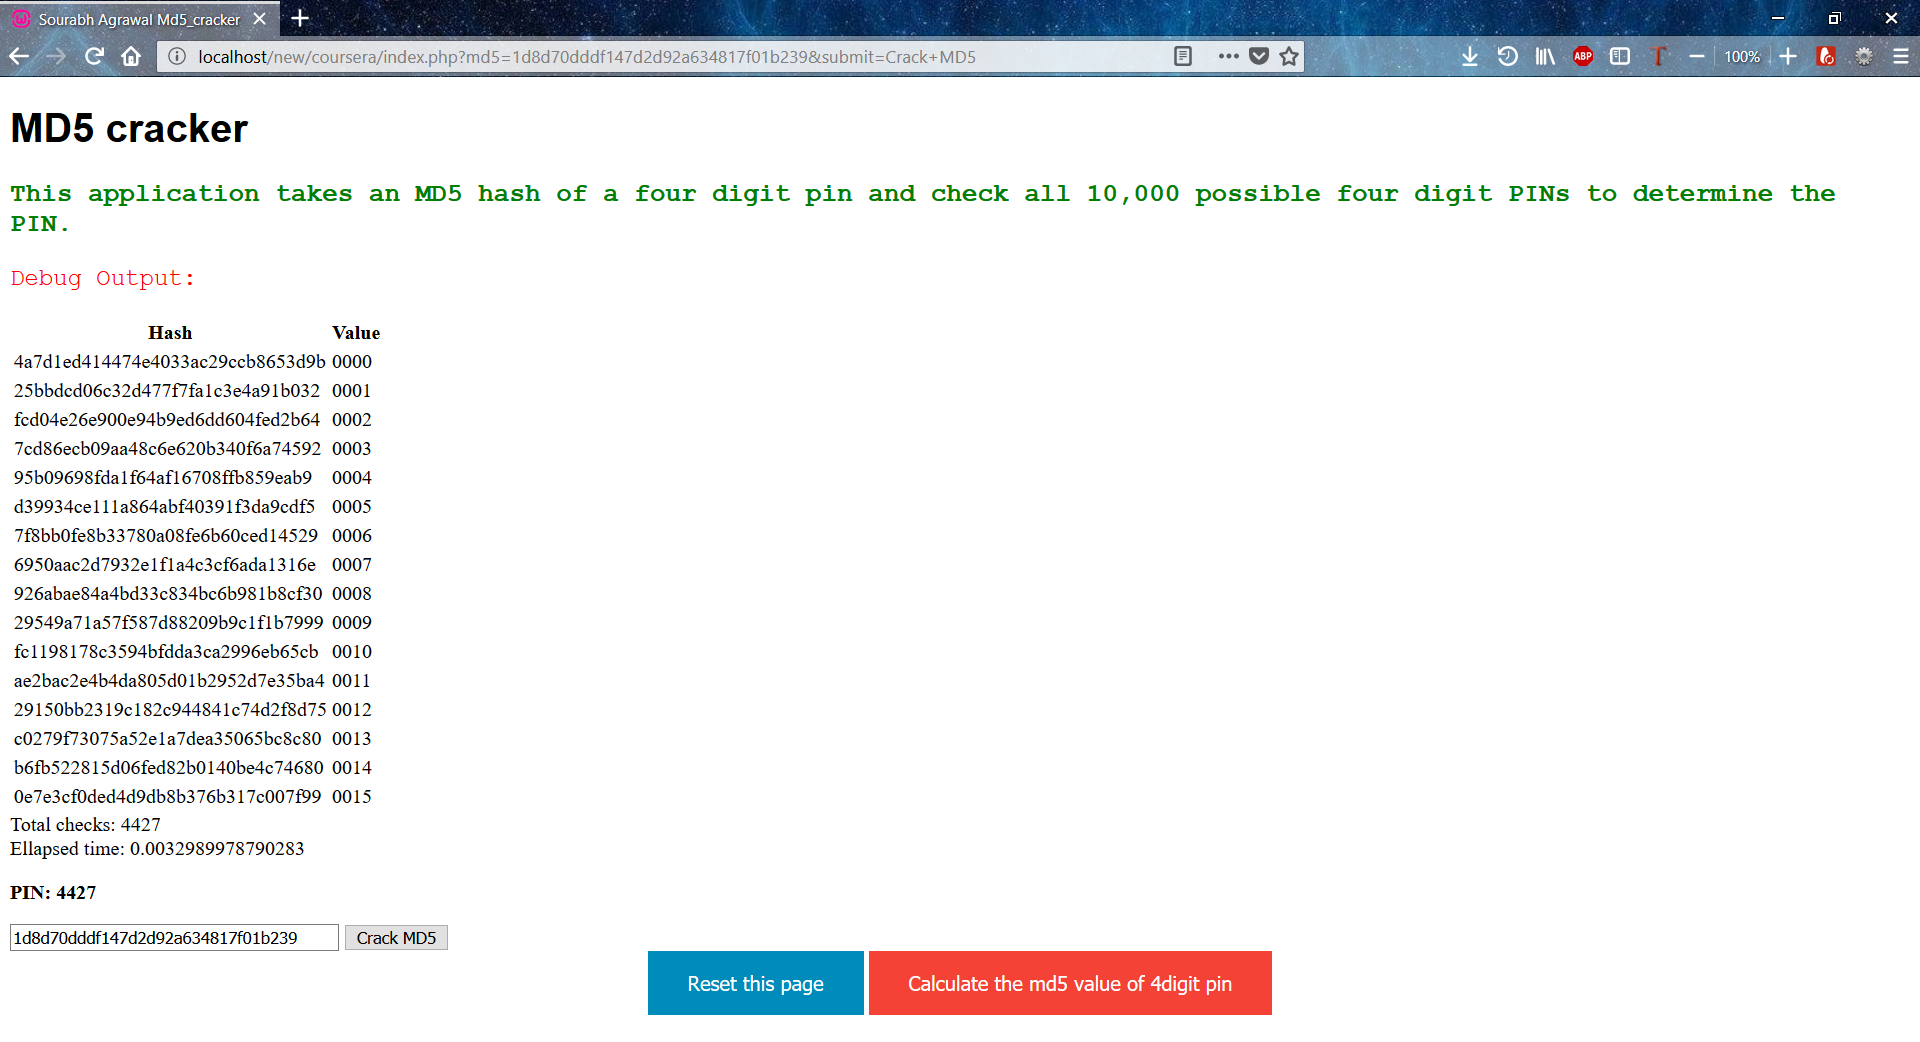 Sourabh Agrawal Md5_cracker
localhost/new/coursera/index.php?md5=1d8d70dddf147d2d92a634817f01b239&submit=Crack+MD5
ABP
100%
MD5 cracker
This application takes an MD5 hash of a four digit pin and check all 10,000 possible four digit PINs to determine the
PIN.
Debug Output:
Hash Value
4a7d1ed414474e4033ac29ccb8653d9b 0000
25bbdcd06c32d477f7fa1c3e4a91b032 0001
fcd04e26e900e94b9ed6dd604fed2b64 0002
7cd86ecb09aa48c6e620b340f6a74592 0003
95b09698fda1f64af16708ffb859eab9 0004
d39934ce111a864abf40391f3da9cdf5 0005
7f8bb0fe8b33780a08fe6b60ced14529 0006
6950aac2d7932e1f1a4c3cf6ada1316e 0007
926abae84a4bd33c834bc6b981b8cf30 0008
29549a71a57f587d88209b9c1f1b7999 0009
fc1198178c3594bfdda3ca2996eb65cb 0010
ae2bac2e4b4da805d01b2952d7e35ba4 0011
29150bb2319c182c944841c74d2f8d75 0012
c0279f73075a52e1a7dea35065bc8c80 0013
b6fb522815d06fed82b0140be4c74680 0014
0e7e3cf0ded4d9db8b376b317c007f99 0015
Total checks: 4427
Ellapsed time: 0.0032989978790283
PIN: 4427
1d8d70dddf147d2d92a634817f01b239 Crack MD5
Reset this page Calculate the md5 value of 4digit pin